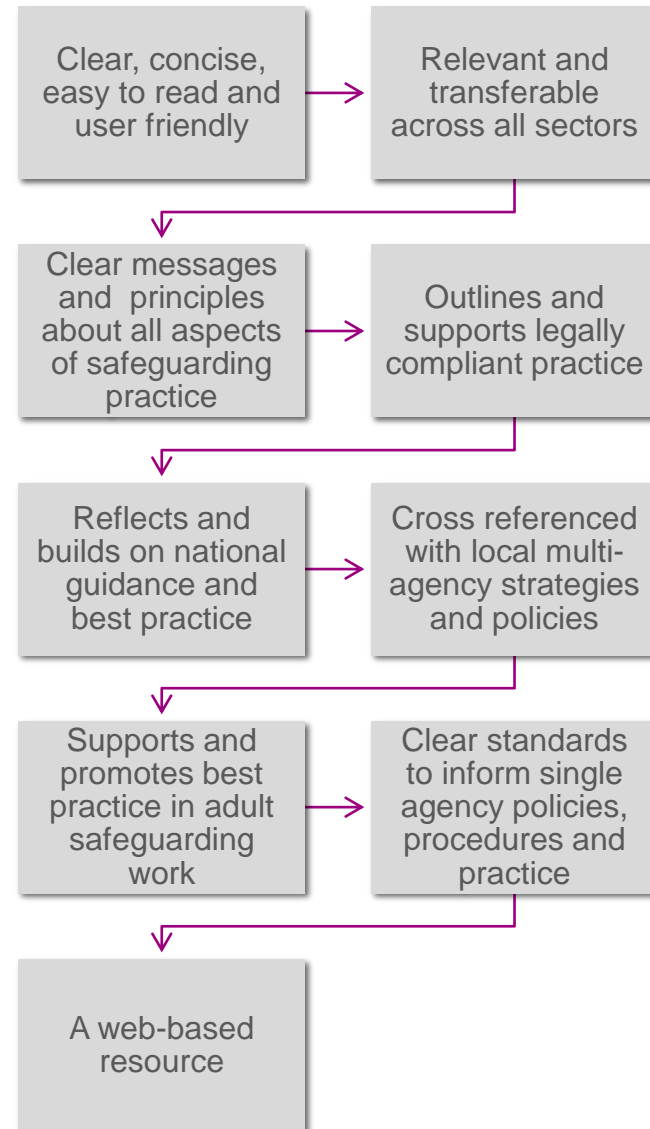 Clear, concise,
easy to read and
user friendly
Relevant and
transferable
across all sectors
Clear messages
and  principles
about all aspects
of safeguarding
practice
Outlines and
supports legally
compliant practice
Reflects and
builds on national
guidance and
best practice
Cross referenced
with local multi-
agency strategies
and policies
Supports and
promotes best
practice in adult
safeguarding
work
Clear standards
to inform single
agency policies,
procedures and
practice
A web-based
resource